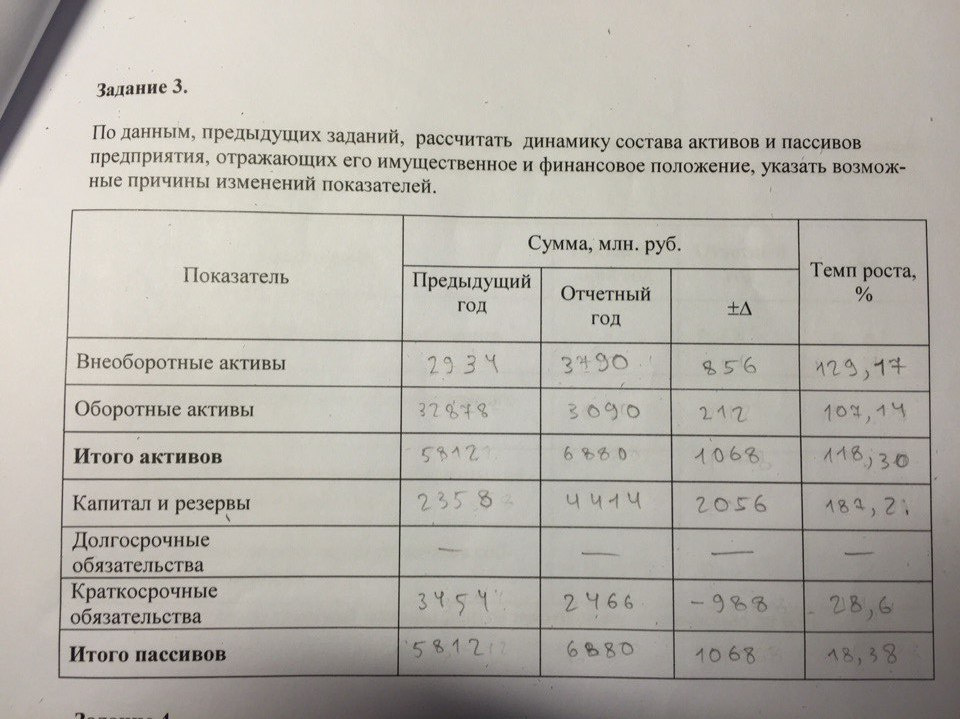 Задание 3.
По данным, предыдущих заданий, рассчитать динамику состава активов и пассивов
предприятия, отражающих его имущественное и финансовое положение, указать возмож-
ные причины изменений показателей.
Показатель
Сумма, млн. руб.
Темп роста,
%
Предыдущий
год
Отчетный
год
±Δ
Внеоборотные активы 2934 3790 856 129,17
Оборотные активы 32878 3090 212 107,14
Итого активов 5812 6880 1068 118,30
Капитал и резервы 2358 4414 2056 187,2
Долгосрочные
обязательства — — — —
Краткосрочные
обязательства 3454 2466 -988 28,6
Итого пассивов 5812 6880 1068 18,38